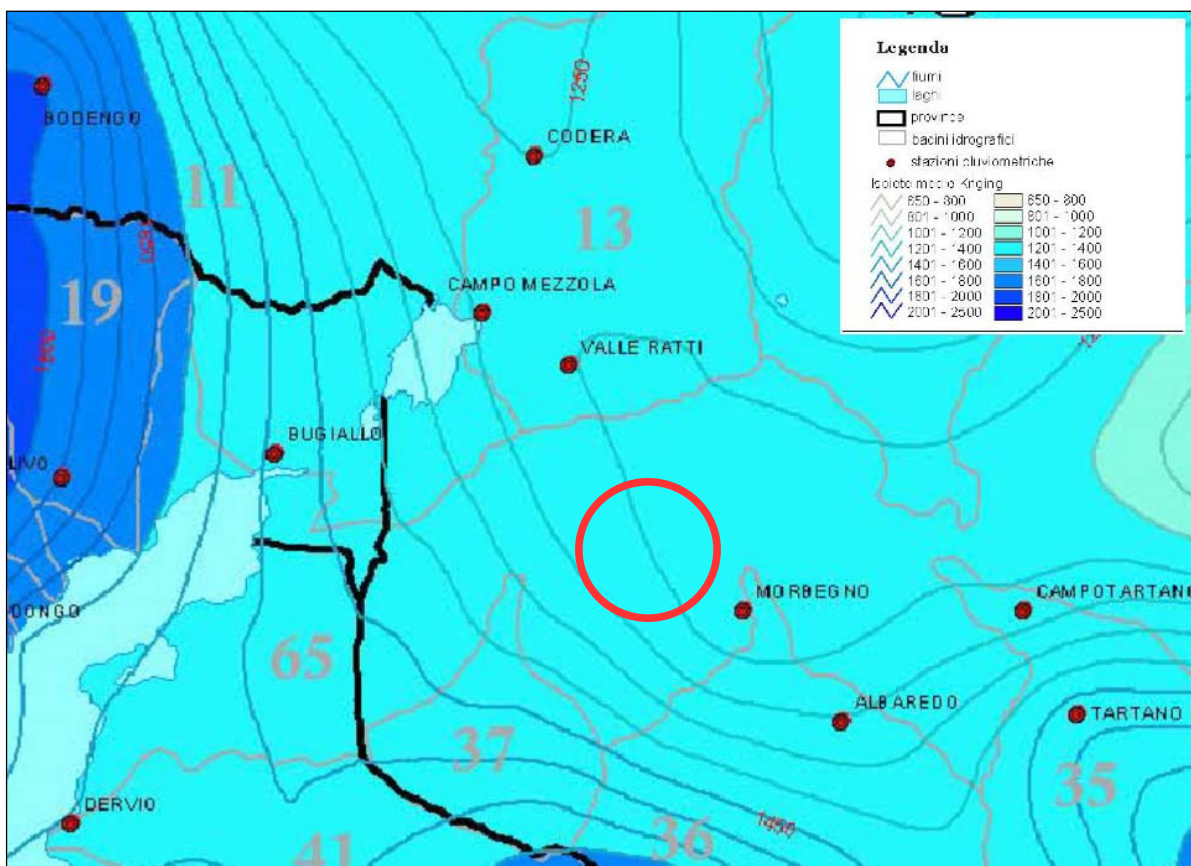 Legenda
fiumi
laghi
province
bacini idrografici
stazioni pluviometriche
650 - 800 650 - 800
801 - 1000 801 - 1000
1001 - 1200 1001 - 1200
1201 - 1400 1201 - 1400
1401 - 1600 1401 - 1600
1601 - 1800 1601 - 1800
1801 - 2000 1801 - 2000
2001 - 2500 2001 - 2500
BODENGO
1250
CODERA
11
13
19
CAMPO MEZZOLA
VALLE RATTI
BUGIALLO
LIVO
DONGO
MORBEGNO
CAMPOTARTANO
65
ALBAREDO
TARTANO
37
35
DERVIO
1450
41
36